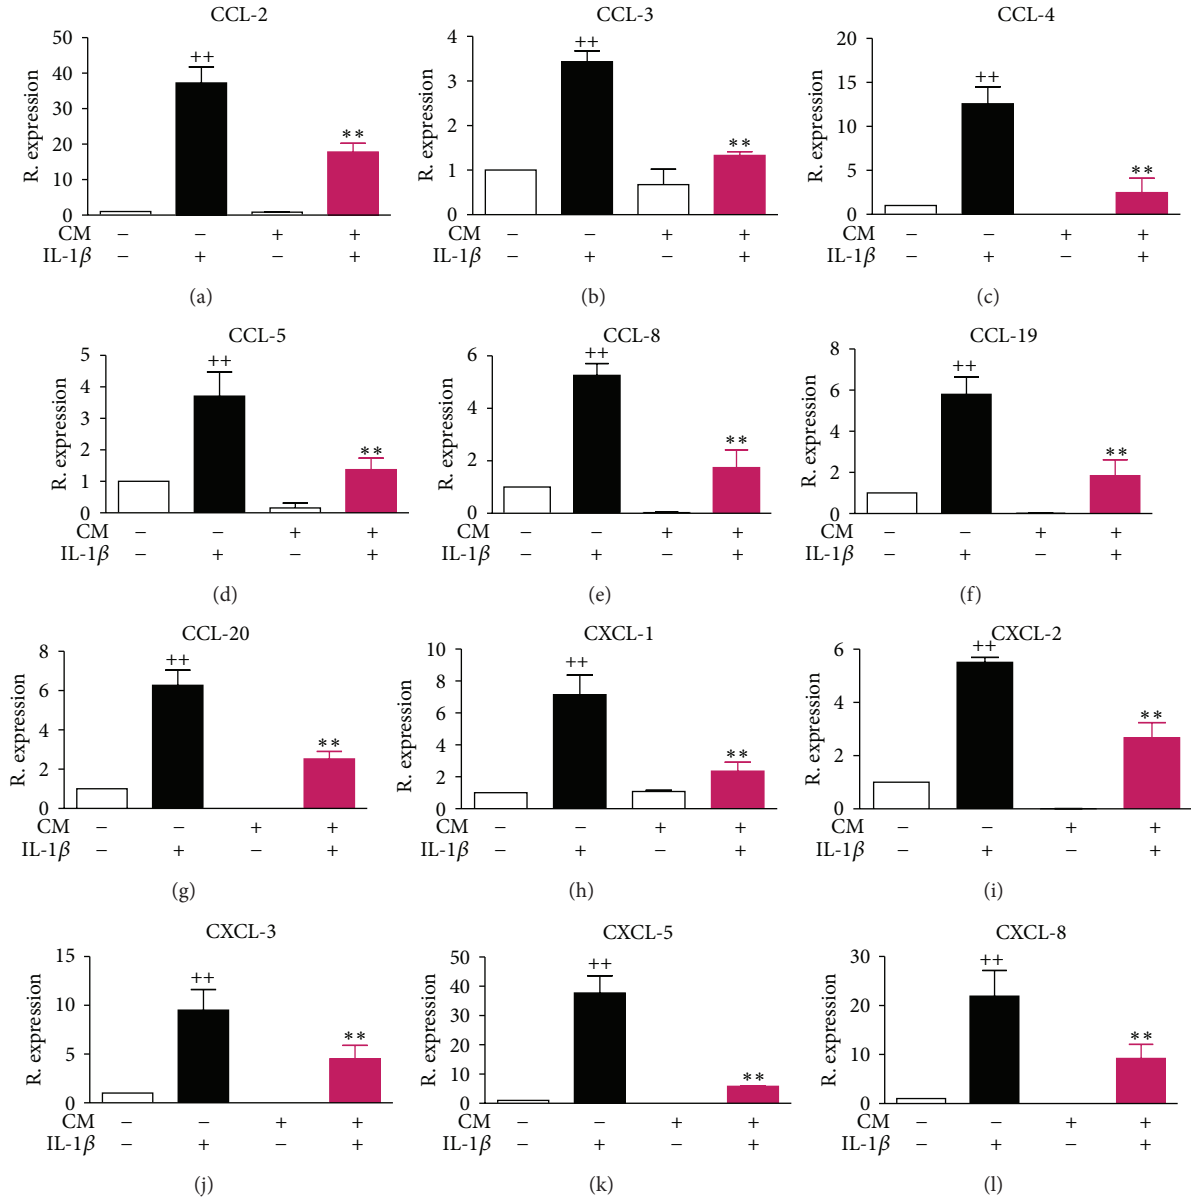 CCL-2
CCL-3
CCL-4
50
40
30
20
10
0
R. expression
++
**
4
3
2
1
0
R. expression
++
**
20
15
10
5
0
R. expression
++
**
CM − − + +
IL-1β − + − +
CM − − + +
IL-1β − + − +
CM − − + +
IL-1β − + − +
(a)
(b)
(c)
CCL-5
CCL-8
CCL-19
5
4
3
2
1
0
R. expression
++
**
6
4
2
0
R. expression
++
**
8
6
4
2
0
R. expression
++
**
CM − − + +
IL-1β − + − +
CM − − + +
IL-1β − + − +
CM − − + +
IL-1β − + − +
(d)
(e)
(f)
CCL-20
CXCL-1
CXCL-2
8
6
4
2
0
R. expression
++
**
10
8
6
4
2
0
R. expression
++
**
6
4
2
0
R. expression
++
**
CM − − + +
IL-1β − + − +
CM − − + +
IL-1β − + − +
CM − − + +
IL-1β − + − +
(g)
(h)
(i)
CXCL-3
CXCL-5
CXCL-8
15
10
5
0
R. expression
++
**
50
40
30
20
10
0
R. expression
++
**
30
20
10
0
R. expression
++
**
CM − − + +
IL-1β − + − +
CM − − + +
IL-1β − + − +
CM − − + +
IL-1β − + − +
(j)
(k)
(l)